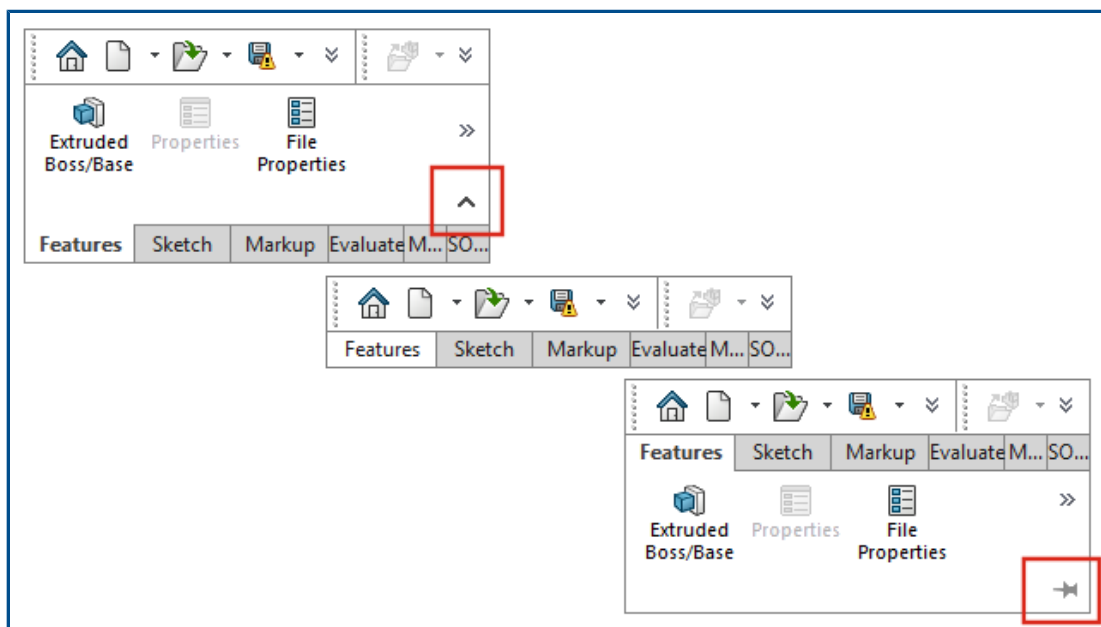 Extruded Boss/Base
Properties
File Properties
Features Sketch Markup Evaluate M... SO...
Features Sketch Markup Evaluate M... SO...
Features Sketch Markup Evaluate M... SO...
Extruded Boss/Base
Properties
File Properties